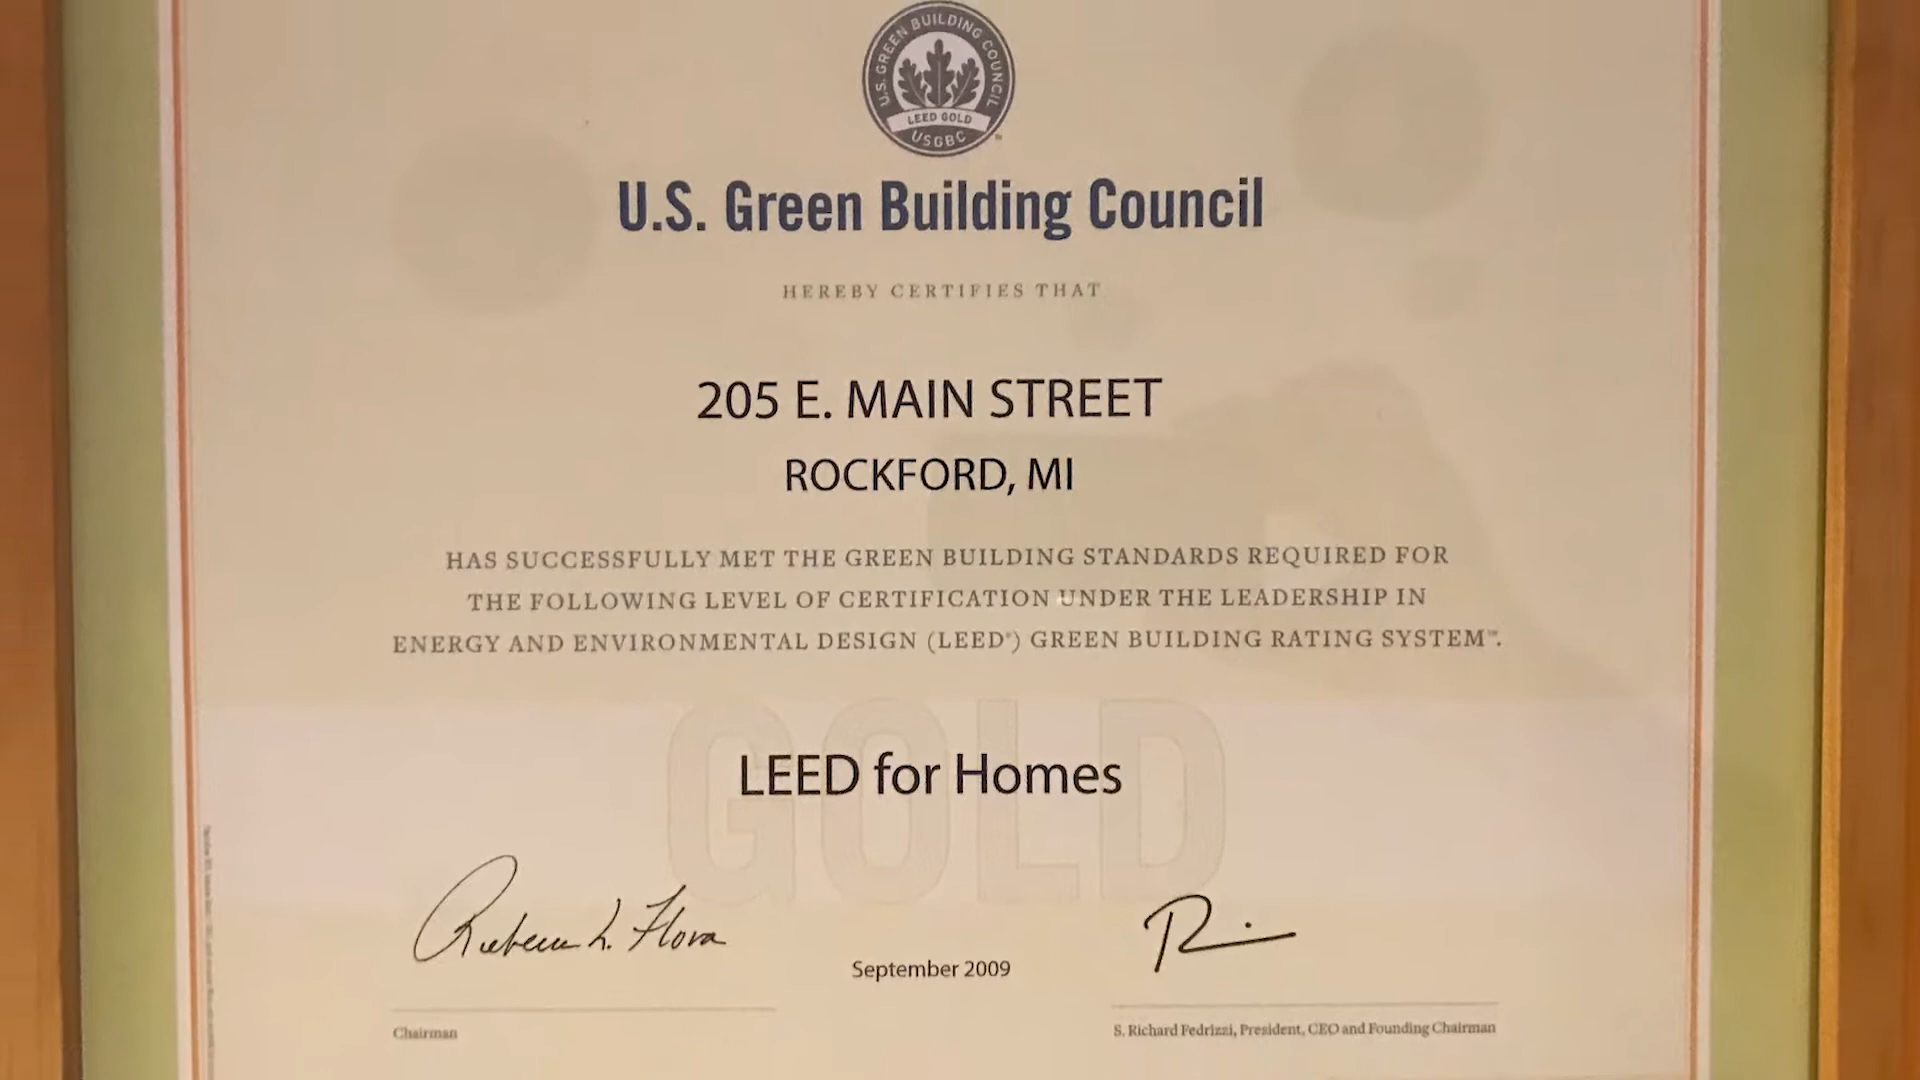 U.S. GREEN BUILDING COUNCIL
LEED GOLD
USGBC
U.S. Green Building Council
HEREBY CERTIFIES THAT
205 E. MAIN STREET
ROCKFORD, MI
HAS SUCCESSFULLY MET THE GREEN BUILDING STANDARDS REQUIRED FOR
THE FOLLOWING LEVEL OF CERTIFICATION UNDER THE LEADERSHIP IN
ENERGY AND ENVIRONMENTAL DESIGN (LEED®) GREEN BUILDING RATING SYSTEM™.
GOLD
LEED for Homes
L. Flora
September 2009
Chairman
S. Richard Fedrizzi, President, CEO and Founding Chairman